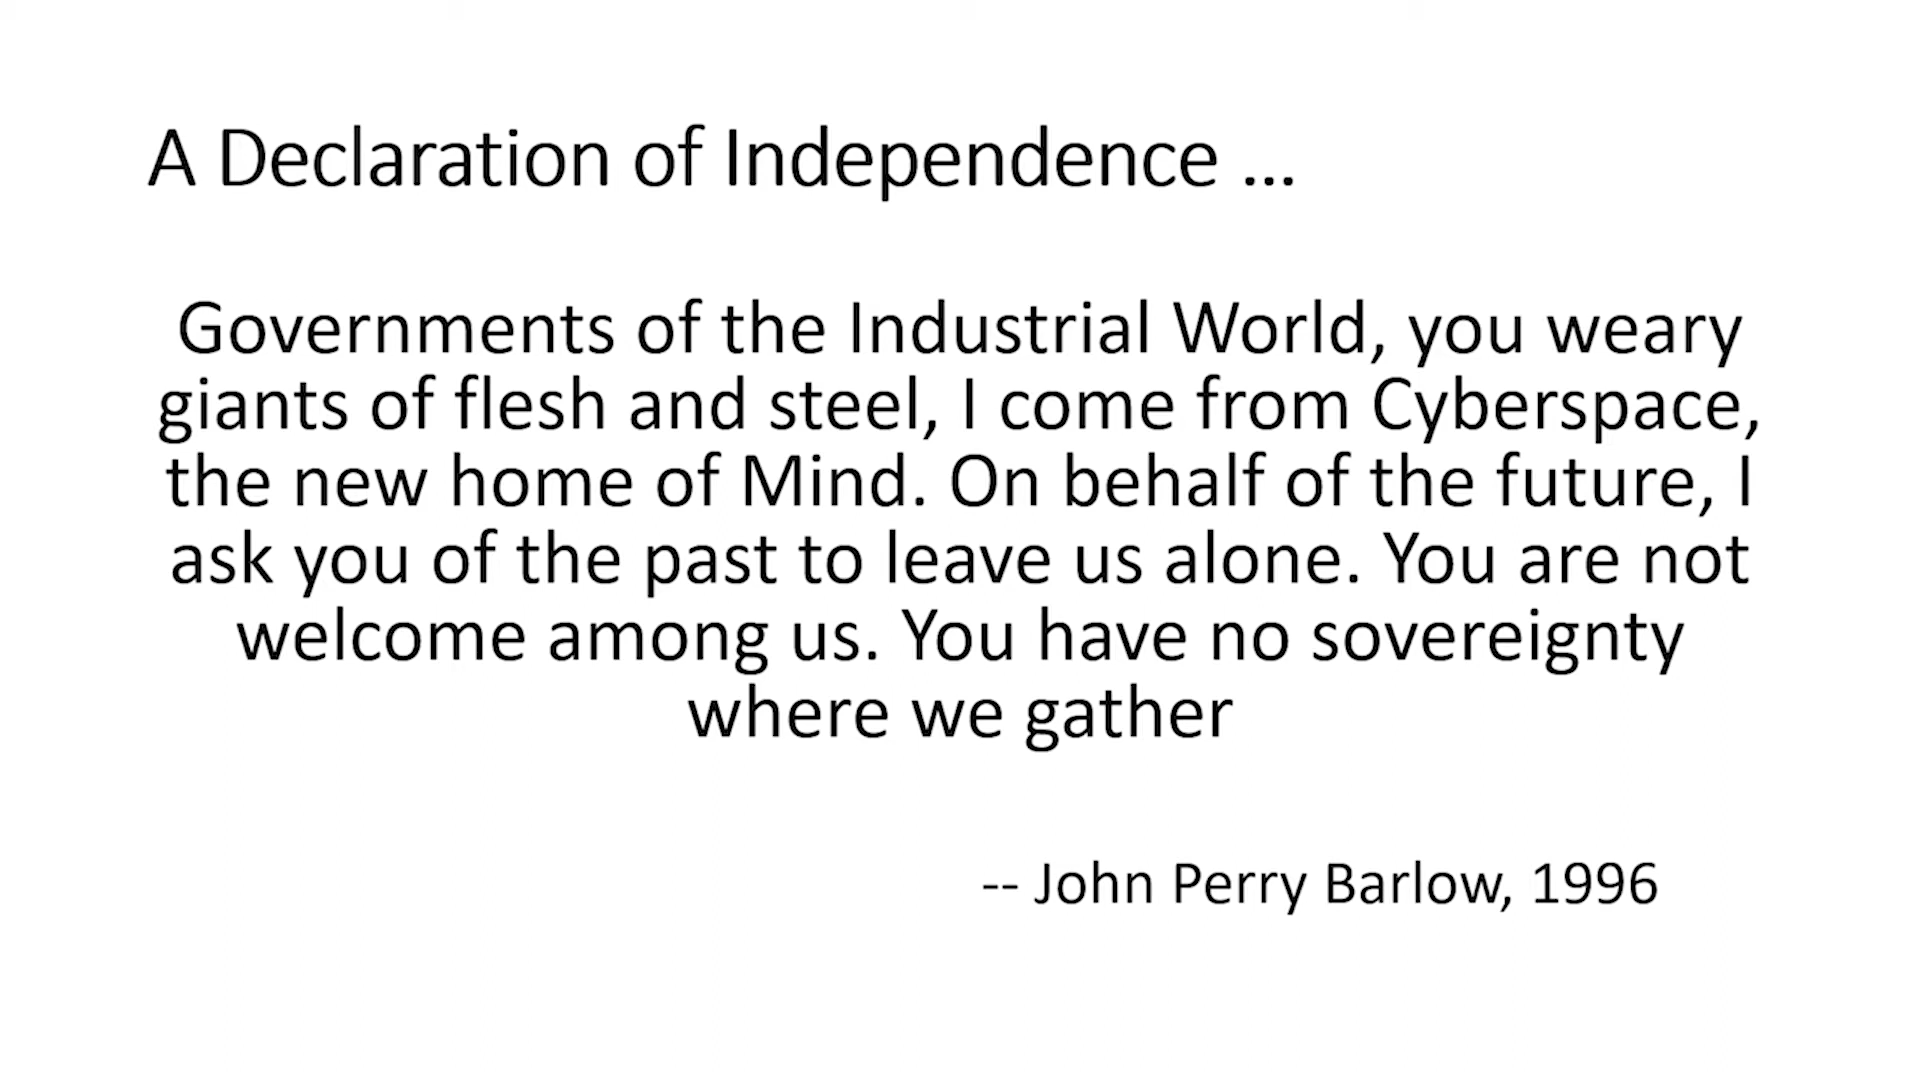 A Declaration of Independence ...
Governments of the Industrial World, you weary
giants of flesh and steel, I come from Cyberspace,
the new home of Mind. On behalf of the future, I
ask you of the past to leave us alone. You are not
welcome among us. You have no sovereignty
where we gather
-- John Perry Barlow, 1996